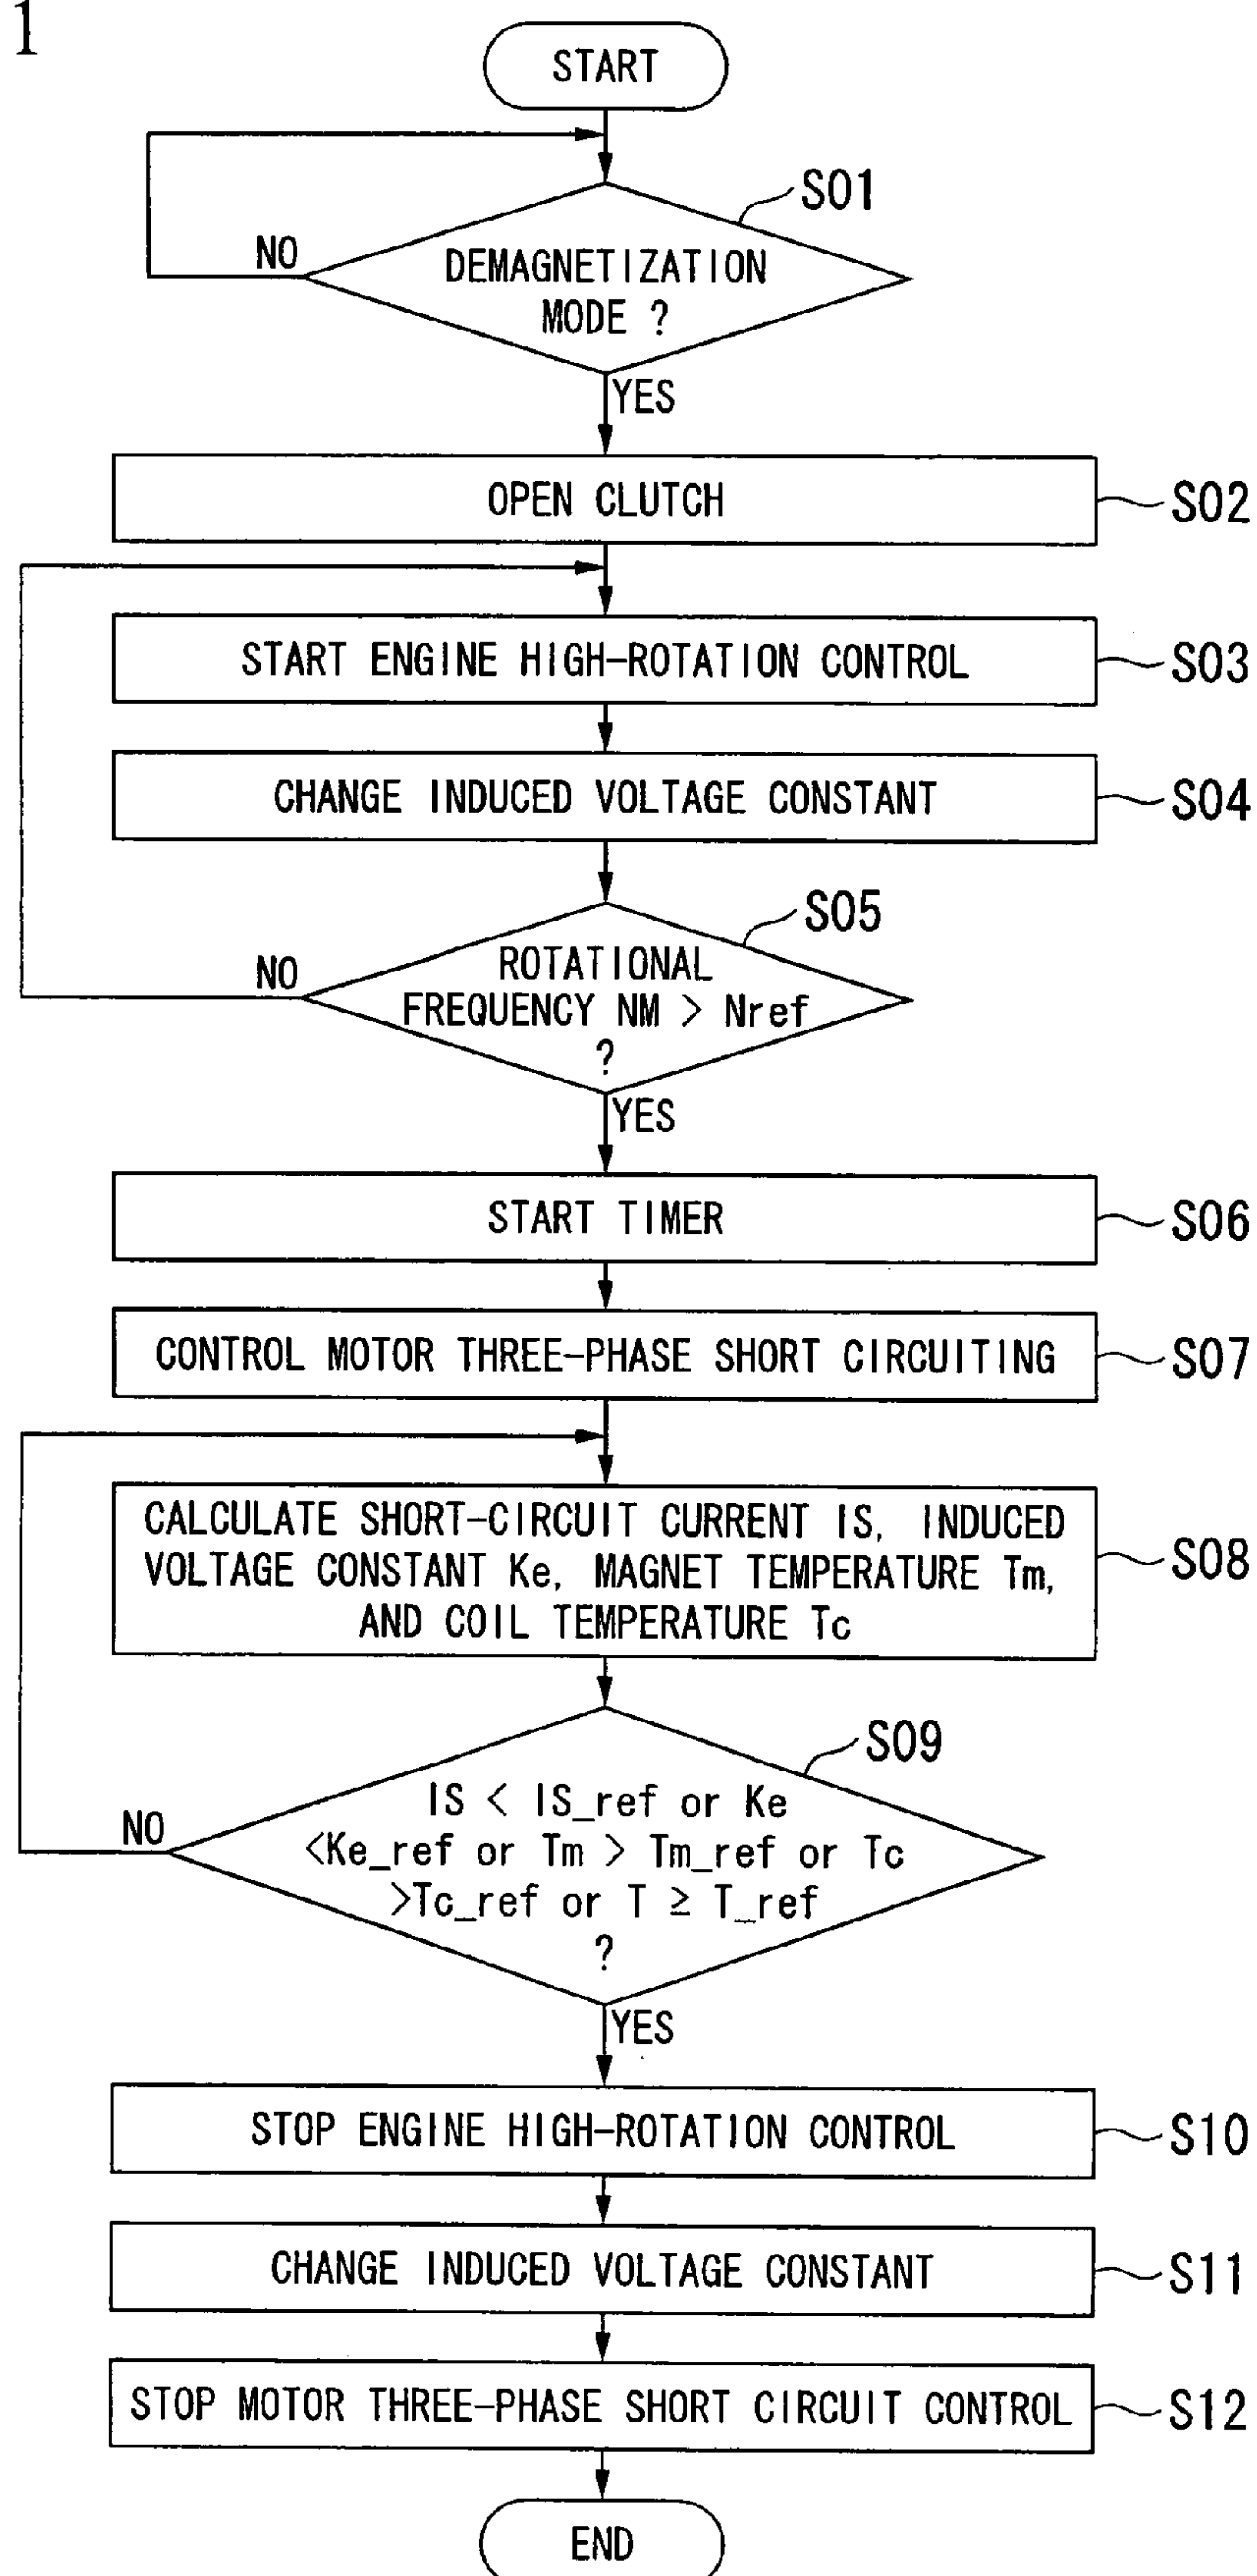 1
START
S01
NO
DEMAGNETIZATION
MODE ?
YES
OPEN CLUTCH
S02
START ENGINE HIGH-ROTATION CONTROL
S03
CHANGE INDUCED VOLTAGE CONSTANT
S04
S05
NO
ROTATIONAL
FREQUENCY NM > Nref
?
YES
START TIMER
S06
CONTROL MOTOR THREE-PHASE SHORT CIRCUITING
S07
CALCULATE SHORT-CIRCUIT CURRENT IS, INDUCED
VOLTAGE CONSTANT Ke, MAGNET TEMPERATURE Tm,
AND COIL TEMPERATURE Tc
S08
S09
NO
IS < IS_ref or Ke
<Ke_ref or Tm > Tm_ref or Tc
>Tc_ref or T ≥ T_ref
?
YES
STOP ENGINE HIGH-ROTATION CONTROL
S10
CHANGE INDUCED VOLTAGE CONSTANT
S11
STOP MOTOR THREE-PHASE SHORT CIRCUIT CONTROL
S12
END